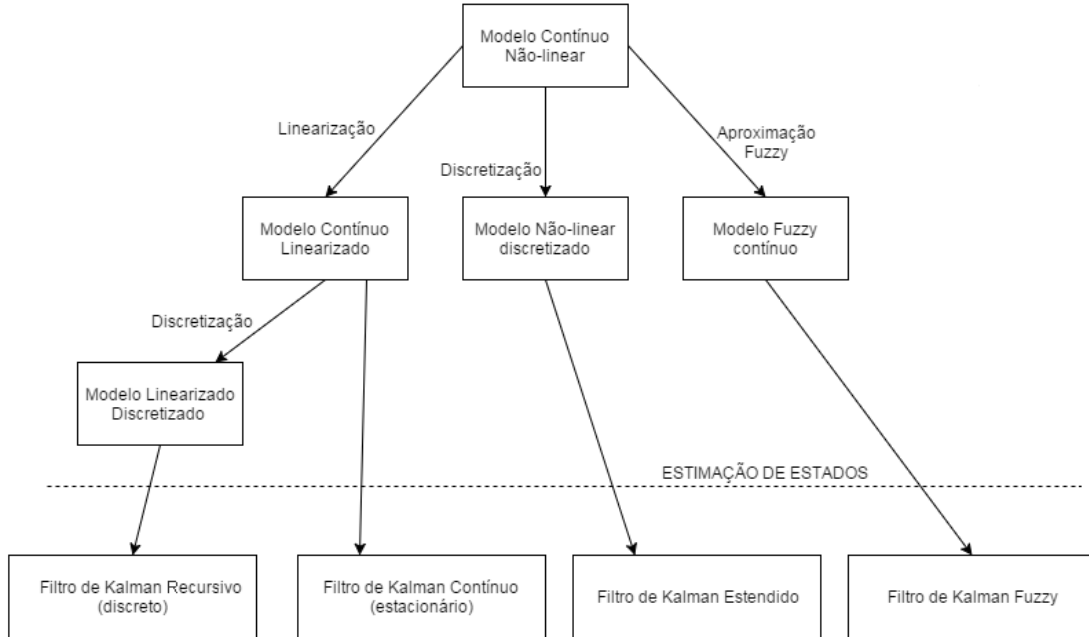 Modelo Contínuo
Não-linear
Linearização
Aproximação
Fuzzy
Discretização
Modelo Contínuo
Linearizado
Modelo Não-linear
discretizado
Modelo Fuzzy
contínuo
Discretização
Modelo Linearizado
Discretizado
ESTIMAÇÃO DE ESTADOS
Filtro de Kalman Recursivo
(discreto)
Filtro de Kalman Contínuo
(estacionário)
Filtro de Kalman Estendido
Filtro de Kalman Fuzzy